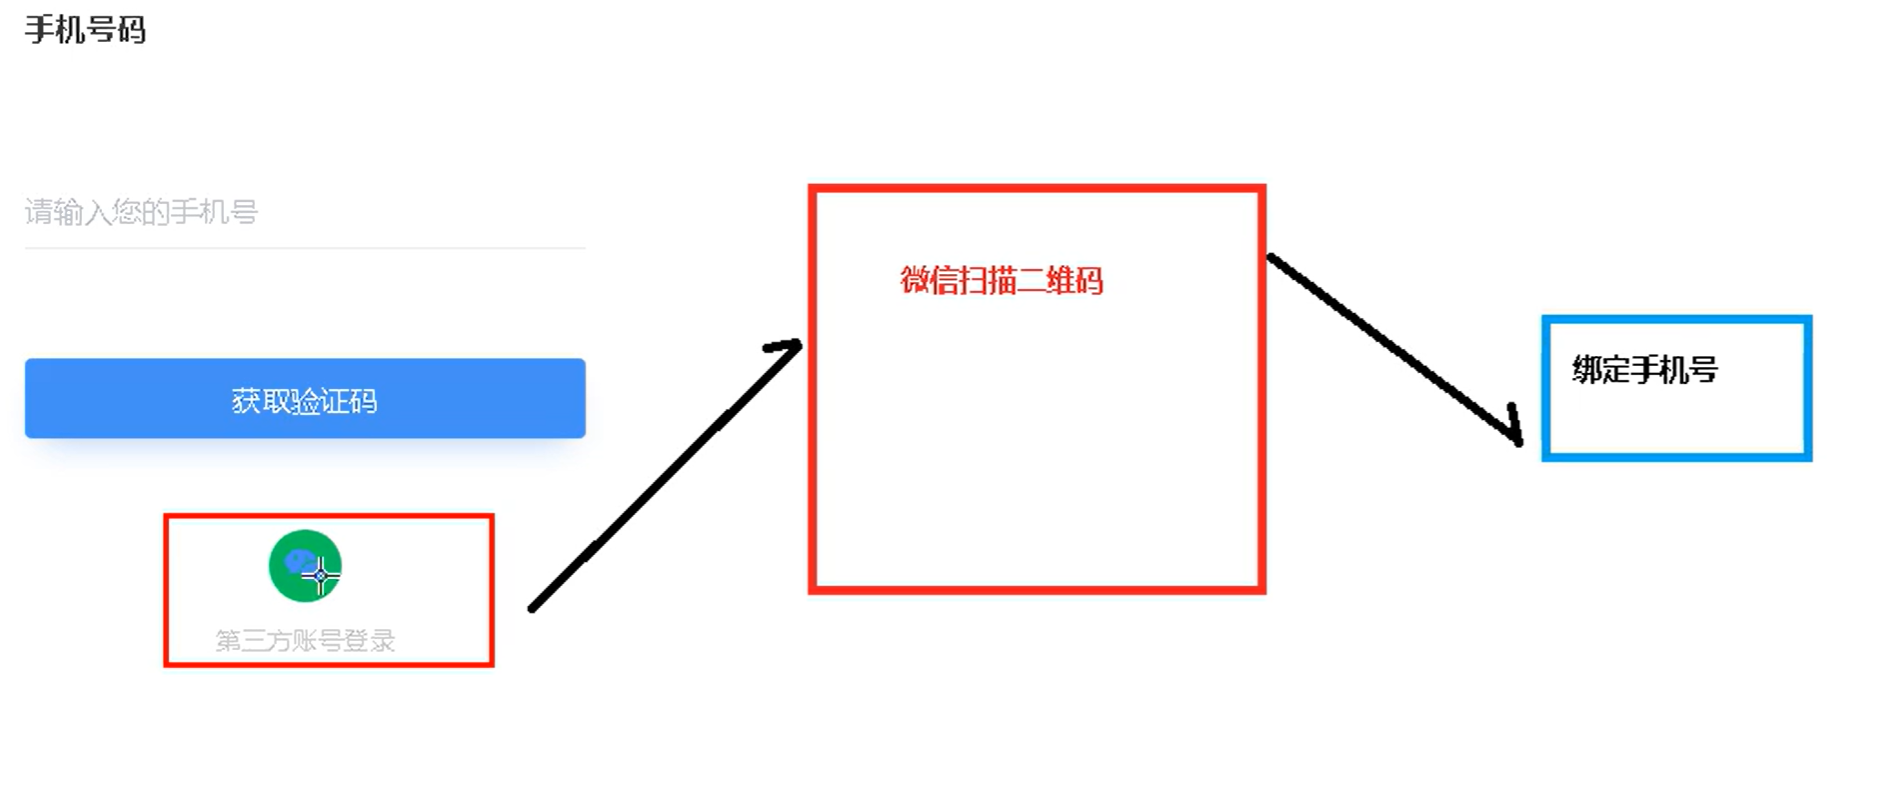 手机号码
请输入您的手机号
获取验证码
第三方账号登录
微信扫描二维码
绑定手机号